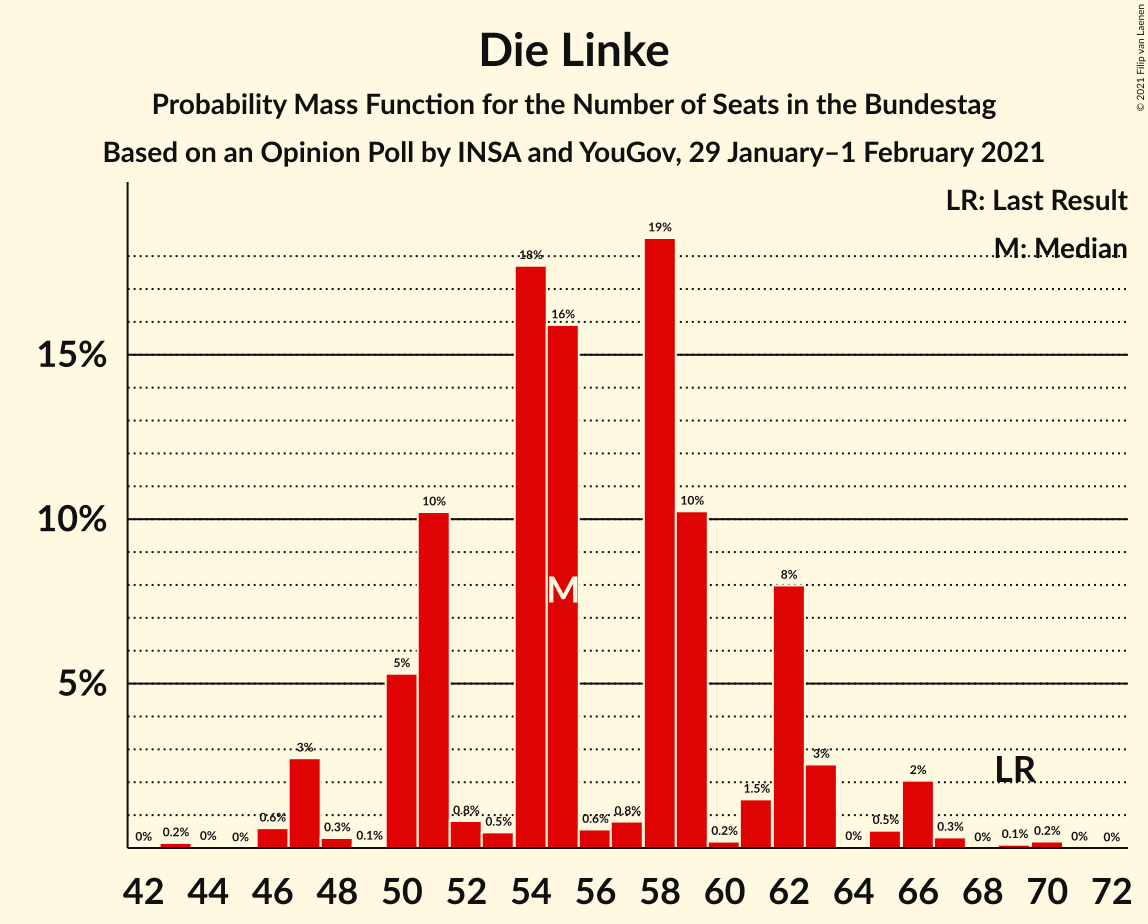 Die Linke
Probability Mass Function for the Number of Seats in the Bundestag
Based on an Opinion Poll by INSA and YouGov, 29 January–1 February 2021
© 2021 Filip van Laenen
LR: Last Result
M: Median
15%
10%
5%
0% 0.2% 0% 0% 0.6% 3% 0.3% 0.1% 5% 10% 0.8% 0.5% 18% 16% 0.6% 0.8% 19% 10% 0.2% 1.5% 8% 3% 0% 0.5% 2% 0.3% 0% 0.1% 0.2% 0% 0%
M
LR
42 44 46 48 50 52 54 56 58 60 62 64 66 68 70 72